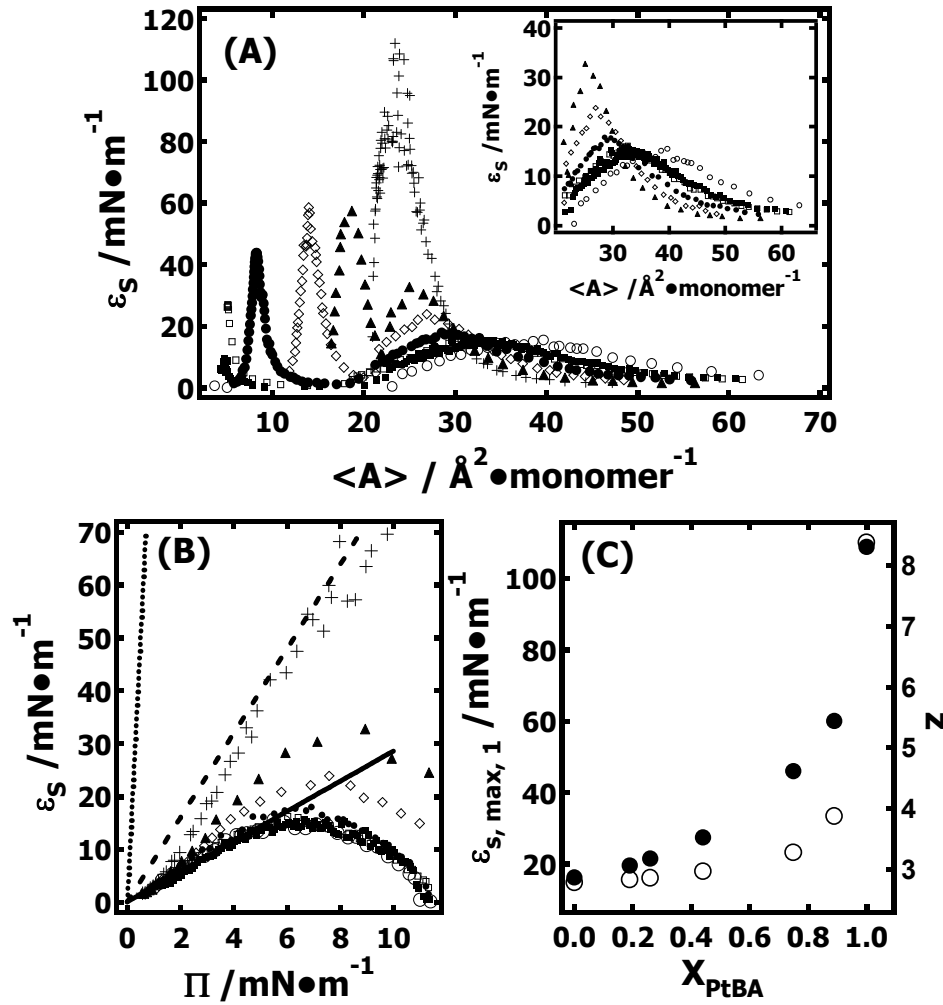 (A)
120
100
80
60
40
20
0
εS /mN●m-1
10 20 30 40 50 60 70
<A> / Å2●monomer-1
40
30
20
10
0
εS /mN●m-1
30 40 50 60
<A> /Å2●monomer-1
(B)
70
60
50
40
30
20
10
0
εS /mN●m-1
0 2 4 6 8 10
Π /mN●m-1
(C)
100
80
60
40
20
εs, max, 1 /mN●m-1
8
7
6
5
4
3
z
0.0 0.2 0.4 0.6 0.8 1.0
XPtBA